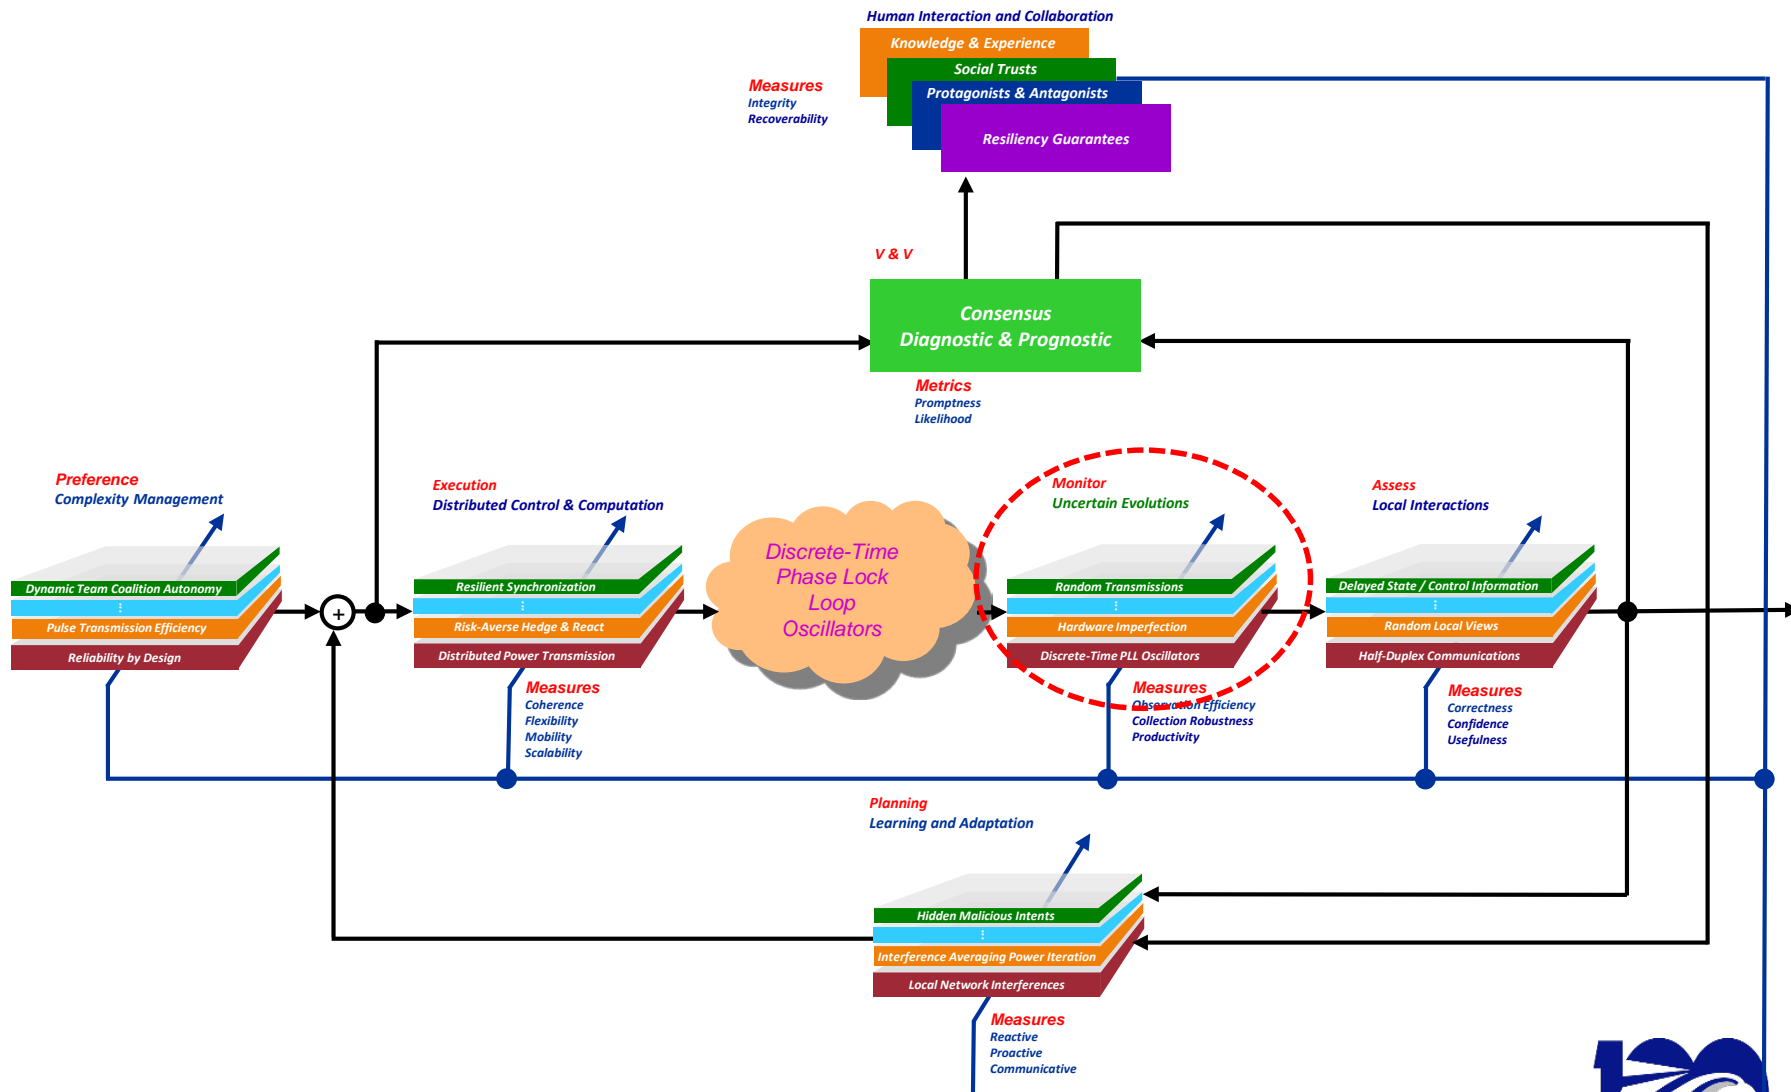 Human Interaction and Collaboration
Knowledge & Experience
Social Trusts
Protagonists & Antagonists
Resiliency Guarantees
Measures
Integrity
Recoverability
V & V
Consensus
Diagnostic & Prognostic
Metrics
Promptness
Likelihood
Preference
Complexity Management
Dynamic Team Coalition Autonomy
⋮
Pulse Transmission Efficiency
Reliability by Design
+
Execution
Distributed Control & Computation
Resilient Synchronization
⋮
Risk-Averse Hedge & React
Distributed Power Transmission
Measures
Coherence
Flexibility
Mobility
Scalability
Discrete-Time
Phase Lock
Loop
Oscillators
Monitor
Uncertain Evolutions
Random Transmissions
⋮
Hardware Imperfection
Discrete-Time PLL Oscillators
Measures
Observation Efficiency
Collection Robustness
Productivity
Assess
Local Interactions
Delayed State / Control Information
⋮
Random Local Views
Half-Duplex Communications
Measures
Correctness
Confidence
Usefulness
Planning
Learning and Adaptation
Hidden Malicious Intents
⋮
Interference Averaging Power Iteration
Local Network Interferences
Measures
Reactive
Proactive
Communicative